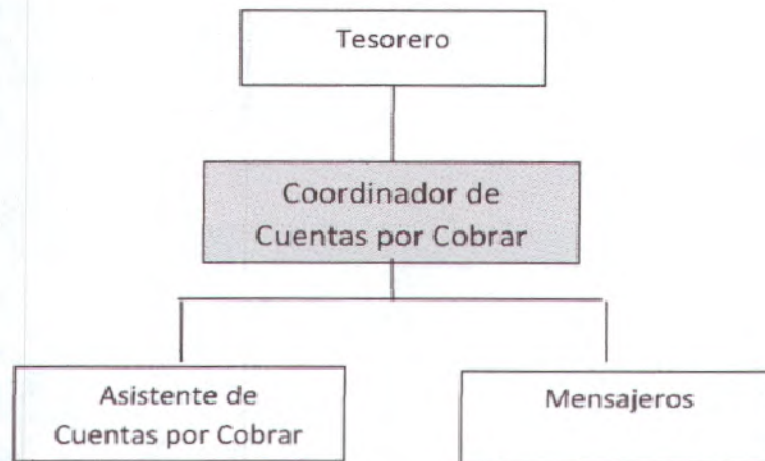 Tesorero
Coordinador de
Cuentas por Cobrar
Asistente de
Cuentas por Cobrar
Mensajeros